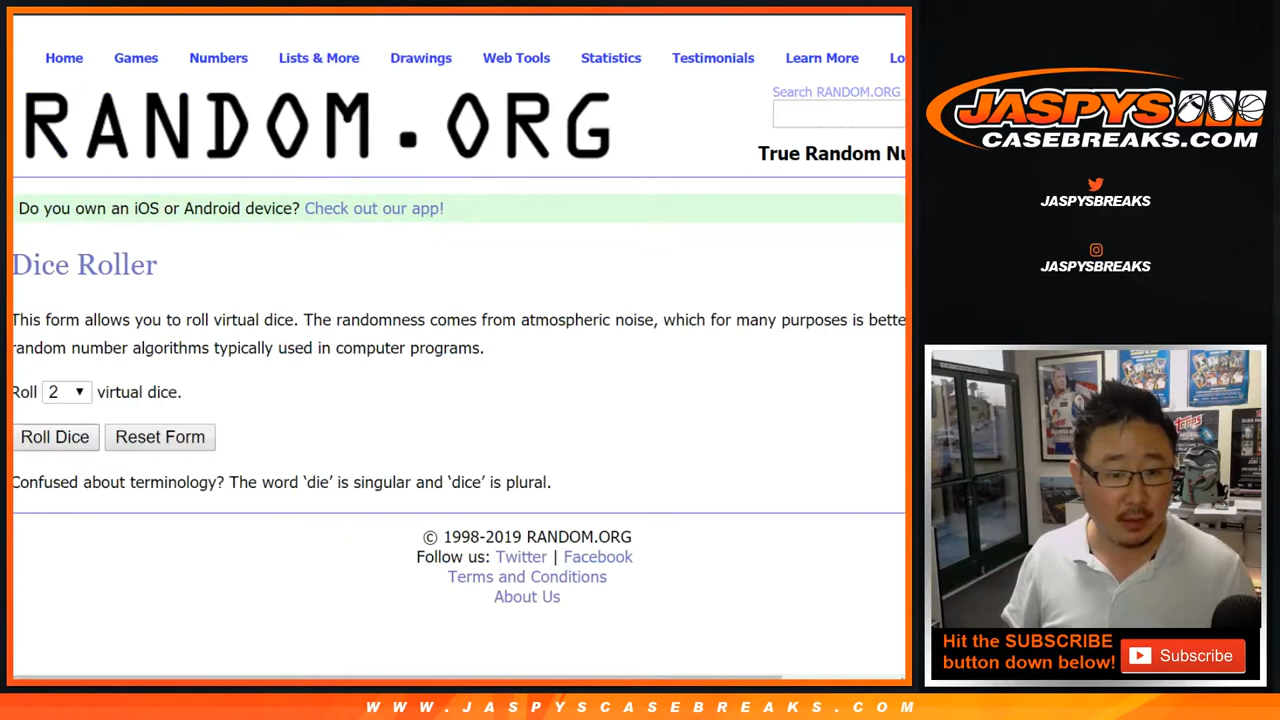 Home Games Numbers Lists & More Drawings Web Tools Statistics Testimonials Learn More Lo
RANDOM.ORG
Search RANDOM.ORG
True Random Nu
Do you own an iOS or Android device? Check out our app!
Dice Roller
This form allows you to roll virtual dice. The randomness comes from atmospheric noise, which for many purposes is bette
random number algorithms typically used in computer programs.
Roll 2 virtual dice.
Roll Dice Reset Form
Confused about terminology? The word ‘die’ is singular and ‘dice’ is plural.
© 1998-2019 RANDOM.ORG
Follow us: Twitter | Facebook
Terms and Conditions
About Us
JASPYS
CASEBREAKS.COM
JASPYSBREAKS
JASPYSBREAKS
Topps
Hit the SUBSCRIBE
button down below!
Subscribe
WWW.JASPYSCASEBREAKS.COM